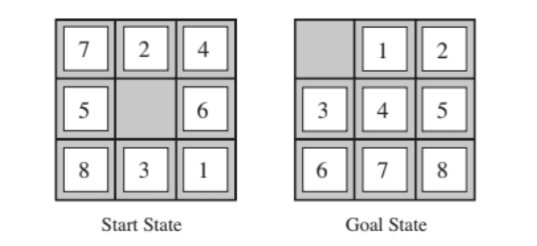 7 2 4
5 6
8 3 1
Start State
1 2
3 4 5
6 7 8
Goal State